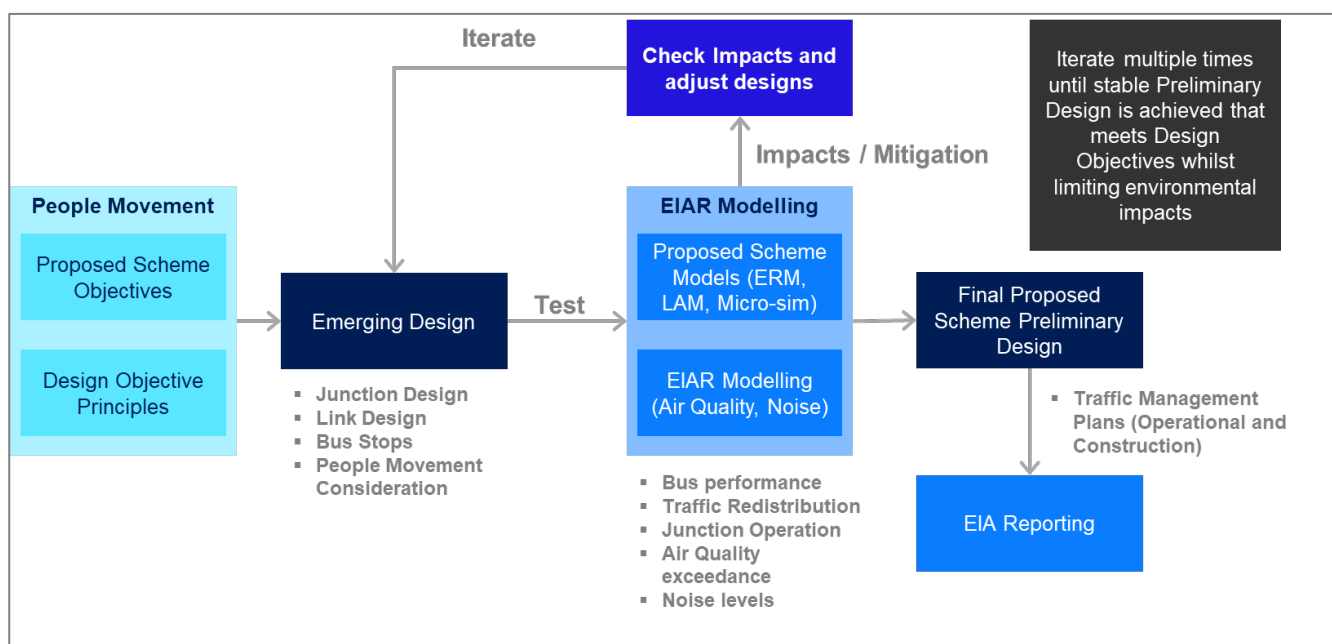 Iterate
Check Impacts and
adjust designs
Iterate multiple times
until stable Preliminary
Design is achieved that
meets Design
Objectives whilst
limiting environmental
impacts
Impacts / Mitigation
People Movement
Proposed Scheme
Objectives
Design Objective
Principles
Emerging Design
▪ Junction Design
▪ Link Design
▪ Bus Stops
▪ People Movement
Consideration
Test
EIAR Modelling
Proposed Scheme
Models (ERM,
LAM, Micro-sim)
EIAR Modelling
(Air Quality, Noise)
▪ Bus performance
▪ Traffic Redistribution
▪ Junction Operation
▪ Air Quality
exceedance
▪ Noise levels
Final Proposed
Scheme Preliminary
Design
▪ Traffic Management
Plans (Operational and
Construction)
EIA Reporting